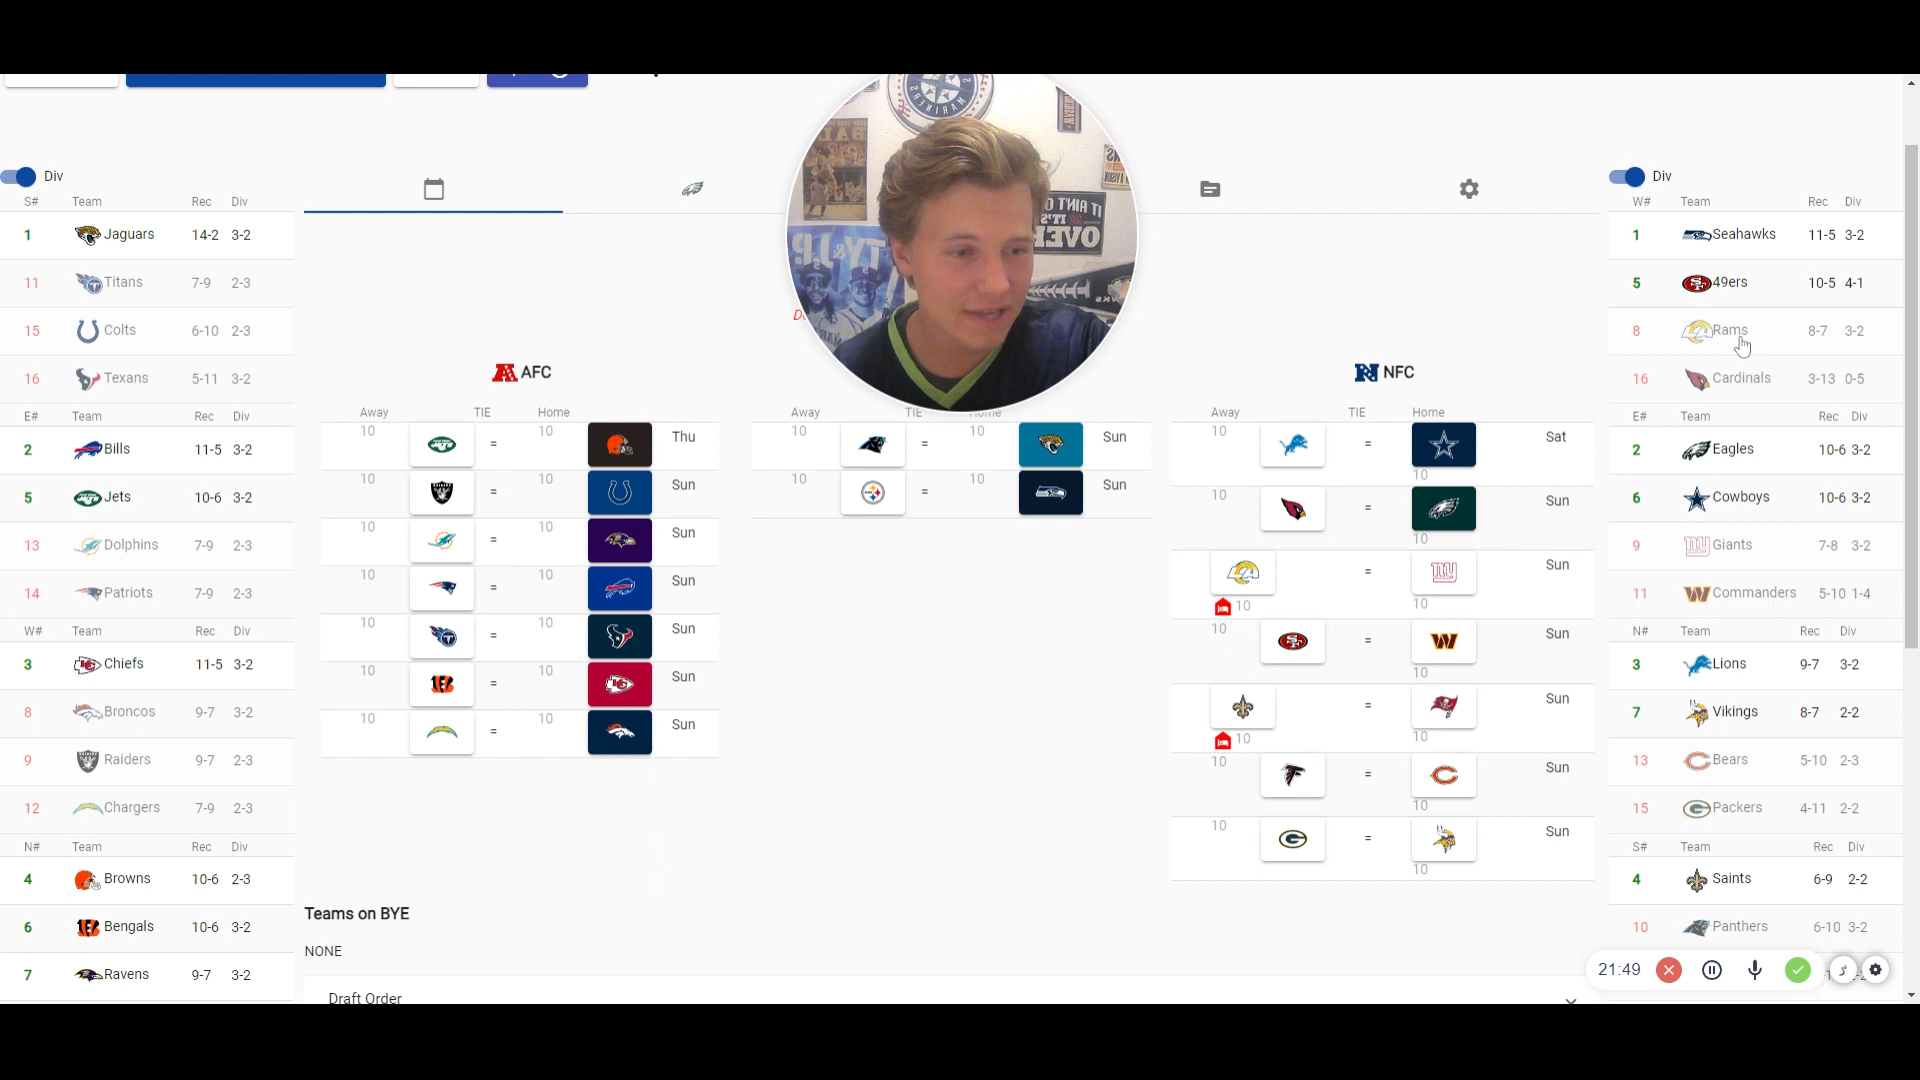 Div
S# Team Rec Div
1 Jaguars 14-2 3-2
11 Titans 7-9 2-3
15 Colts 6-10 2-3
16 Texans 5-11 3-2
E# Team Rec Div
2 Bills 11-5 3-2
5 Jets 10-6 3-2
13 Dolphins 7-9 2-3
14 Patriots 7-9 2-3
W# Team Rec Div
3 Chiefs 11-5 3-2
8 Broncos 9-7 3-2
9 Raiders 9-7 2-3
12 Chargers 7-9 2-3
N# Team Rec Div
4 Browns 10-6 2-3
6 Bengals 10-6 3-2
7 Ravens 9-7 3-2
MARINERS
IT AIN'T
IT'S
OVER
AFC
Away TIE Home
10 = 10 Thu
10 = 10 Sun
10 = 10 Sun
10 = 10 Sun
10 = 10 Sun
10 = 10 Sun
10 = 10 Sun
Away TIE Home
10 = 10 Sun
10 = 10 Sun
NFC
Away TIE Home
10 = 10 Sat
10 = 10 Sun
10 = ny 10 Sun
10 = 10 Sun
10 = 10 Sun
10 = 10 Sun
10 = 10 Sun
Teams on BYE
NONE
Draft Order
Div
W# Team Rec Div
1 Seahawks 11-5 3-2
5 49ers 10-5 4-1
8 Rams 8-7 3-2
16 Cardinals 3-13 0-5
E# Team Rec Div
2 Eagles 10-6 3-2
6 Cowboys 10-6 3-2
9 Giants 7-8 3-2
11 Commanders 5-10 1-4
N# Team Rec Div
3 Lions 9-7 3-2
7 Vikings 8-7 2-2
13 Bears 5-10 2-3
15 Packers 4-11 2-2
S# Team Rec Div
4 Saints 6-9 2-2
10 Panthers 6-10 3-2
21:49